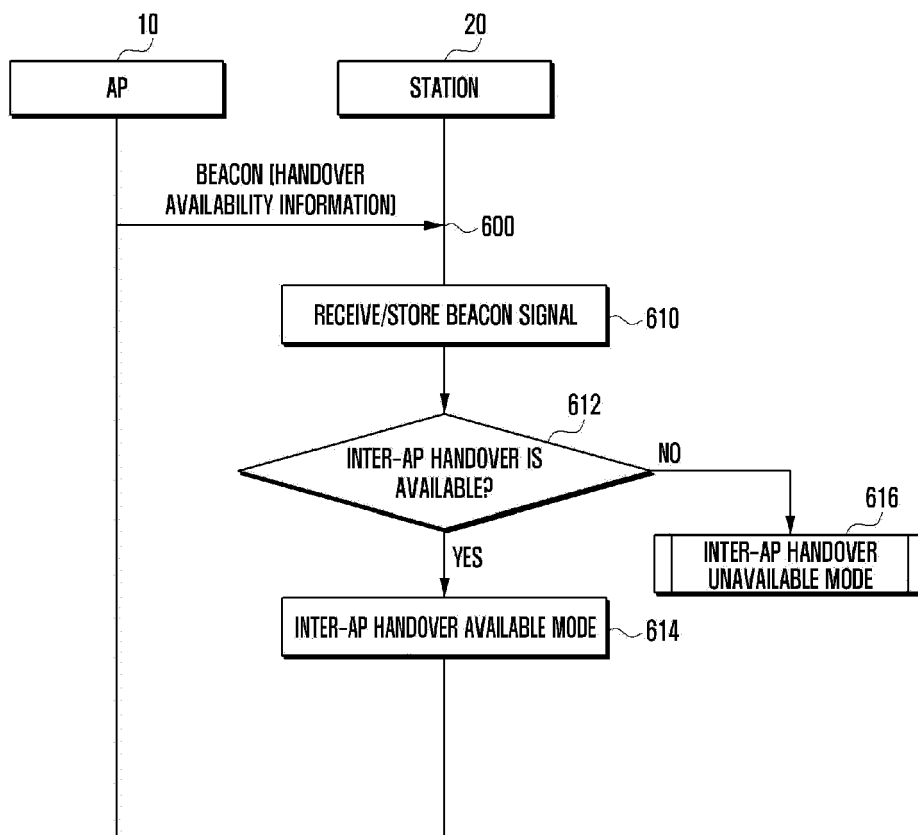 10
20
AP
STATION
BEACON (HANDOVER
AVAILABILITY INFORMATION)
600
RECEIVE/STORE BEACON SIGNAL
610
612
INTER-AP HANDOVER IS
AVAILABLE?
NO
616
INTER-AP HANDOVER
UNAVAILABLE MODE
YES
INTER-AP HANDOVER AVAILABLE MODE
614